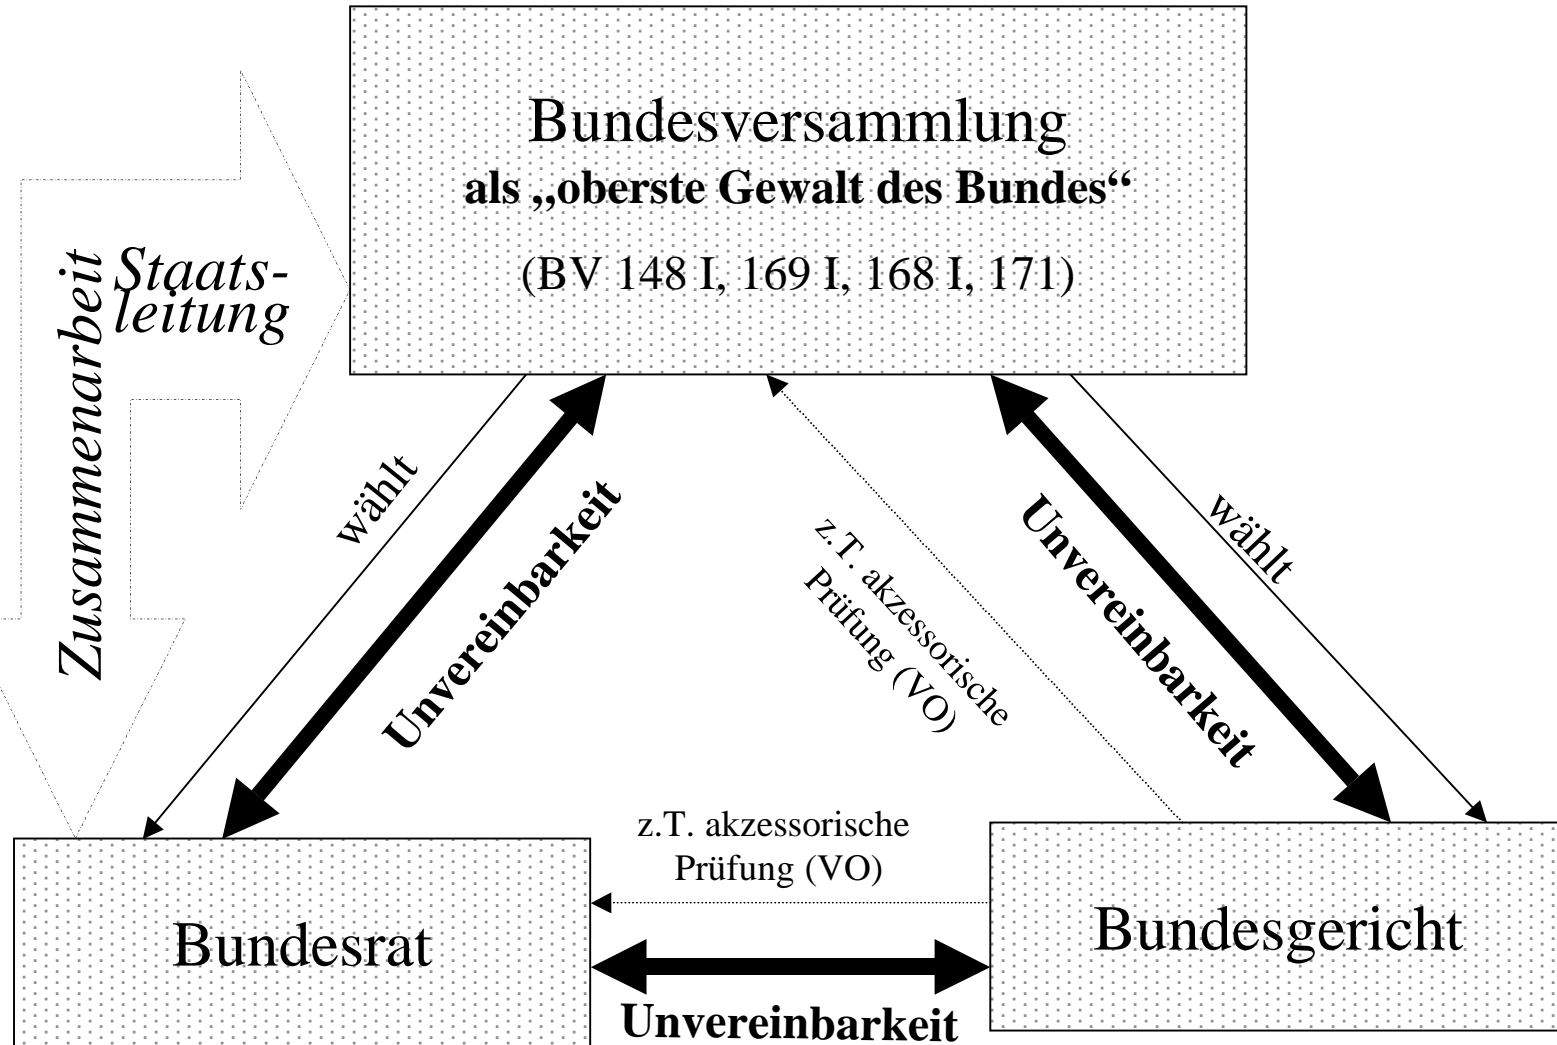 Bundesversammlung
als „oberste Gewalt des Bundes“
(BV 148 I, 169 I, 168 I, 171)
Zusammenarbeit
Staats-
leitung
wählt
Unvereinbarkeit
z.T. akzessorische
Prüfung (VO)
Unvereinbarkeit
wählt
z.T. akzessorische
Prüfung (VO)
Bundesrat
Bundesgericht
Unvereinbarkeit